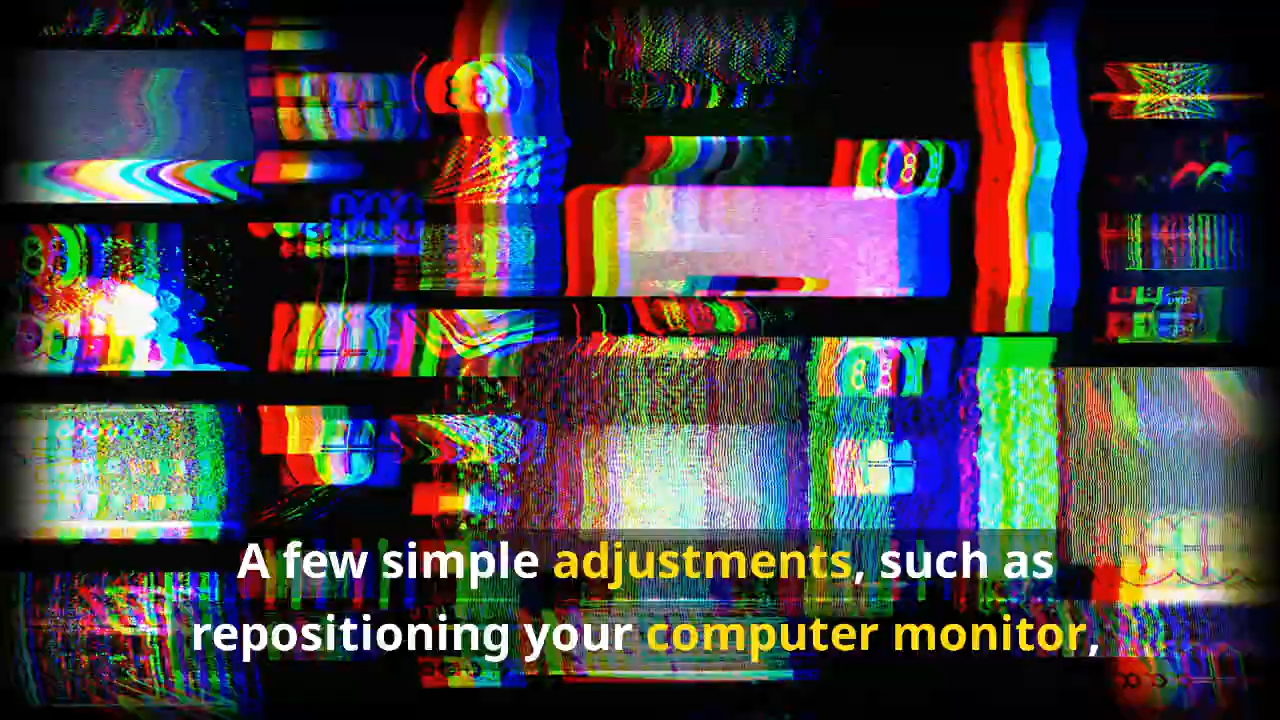 A few simple adjustments, such as
repositioning your computer monitor,